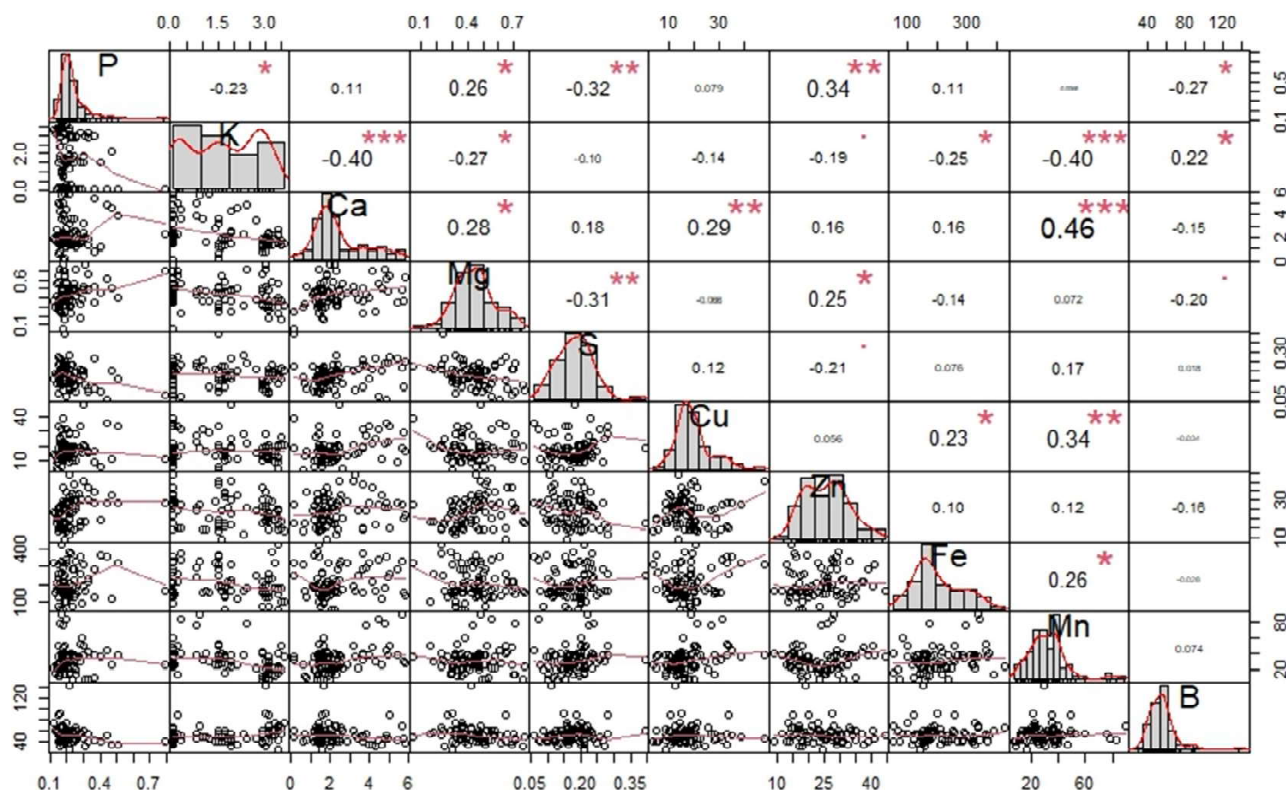 0.0 1.5 3.0 0.1 0.4 0.7 10 30 100 300 40 80 120
P -0.23 * 0.11 0.26 * -0.32 ** 0.079 0.34 ** 0.11 -0.27 * 0.1 0.5
2.0 0.0 K -0.40 *** -0.27 * -0.10 -0.14 -0.19 . -0.25 * -0.40 *** 0.22 *
Ca 0.28 * 0.18 0.29 ** 0.16 0.16 0.46 *** -0.15 0 2 4 6
0.6 0.1 Mg -0.31 ** 0.25 * -0.14 0.072 -0.20 .
S 0.12 -0.21 . 0.076 0.17 0.018 0.05 0.30
40 10 Cu 0.056 0.23 * 0.34 **
Zn 0.10 0.12 -0.16 10 30
400 100 Fe 0.26 *
Mn 0.074 20 80
120 40 B
0.1 0.4 0.7 0 2 4 6 0.05 0.20 0.35 10 25 40 20 60